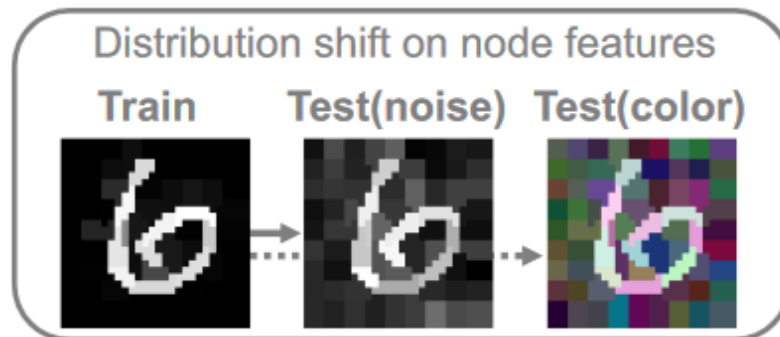 Distribution shift on node features
Train Test(noise) Test(color)